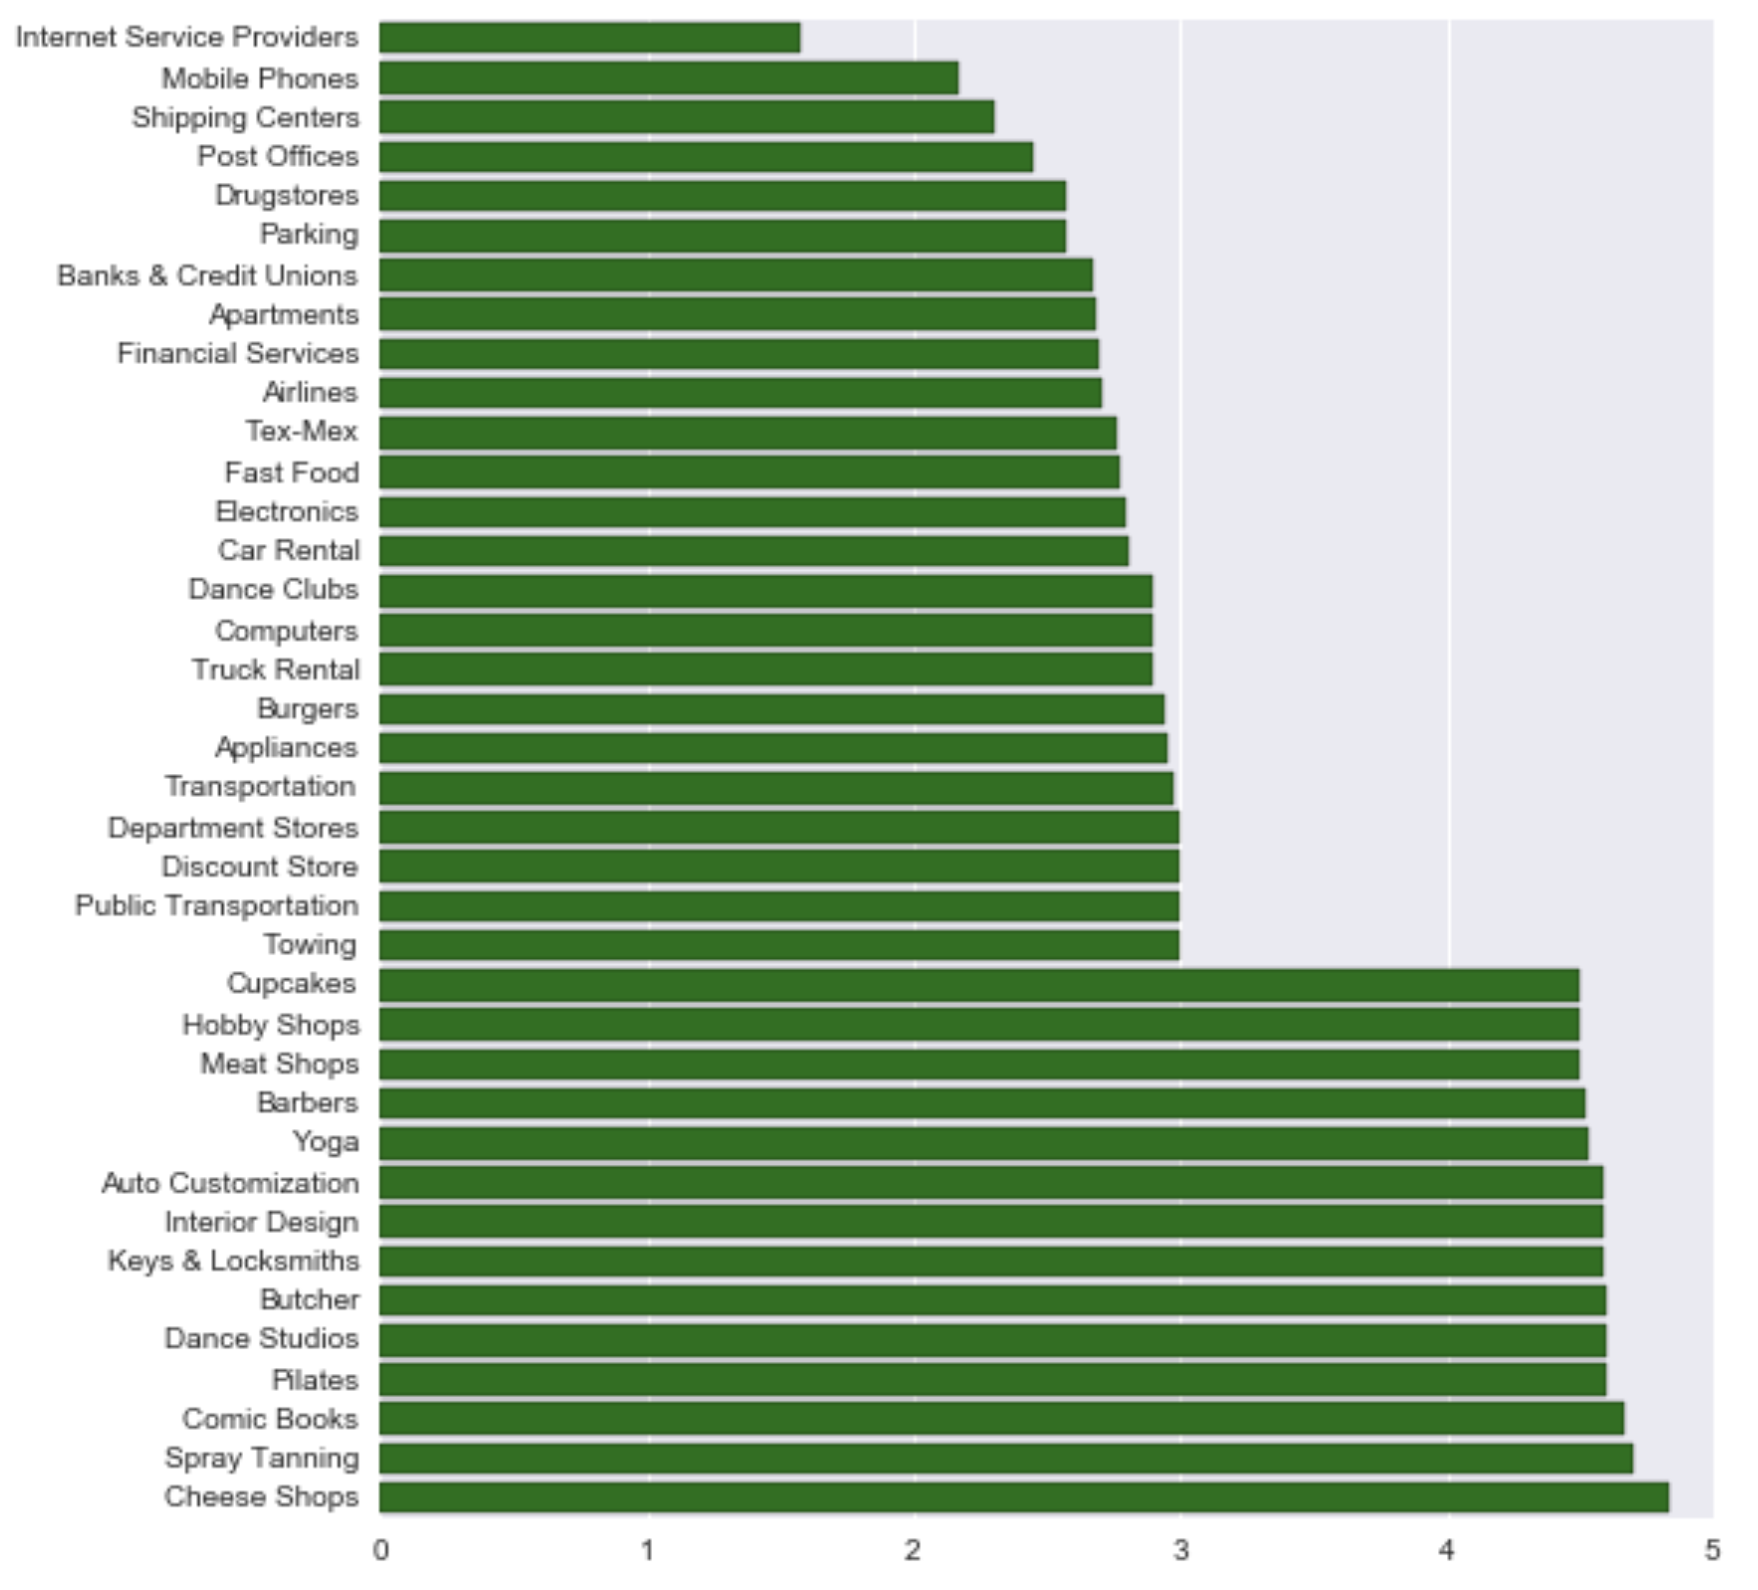 Internet Service Providers
Mobile Phones
Shipping Centers
Post Offices
Drugstores
Parking
Banks & Credit Unions
Apartments
Financial Services
Airlines
Tex-Mex
Fast Food
Electronics
Car Rental
Dance Clubs
Computers
Truck Rental
Burgers
Appliances
Transportation
Department Stores
Discount Store
Public Transportation
Towing
Cupcakes
Hobby Shops
Meat Shops
Barbers
Yoga
Auto Customization
Interior Design
Keys & Locksmiths
Butcher
Dance Studios
Pilates
Comic Books
Spray Tanning
Cheese Shops
0 1 2 3 4 5